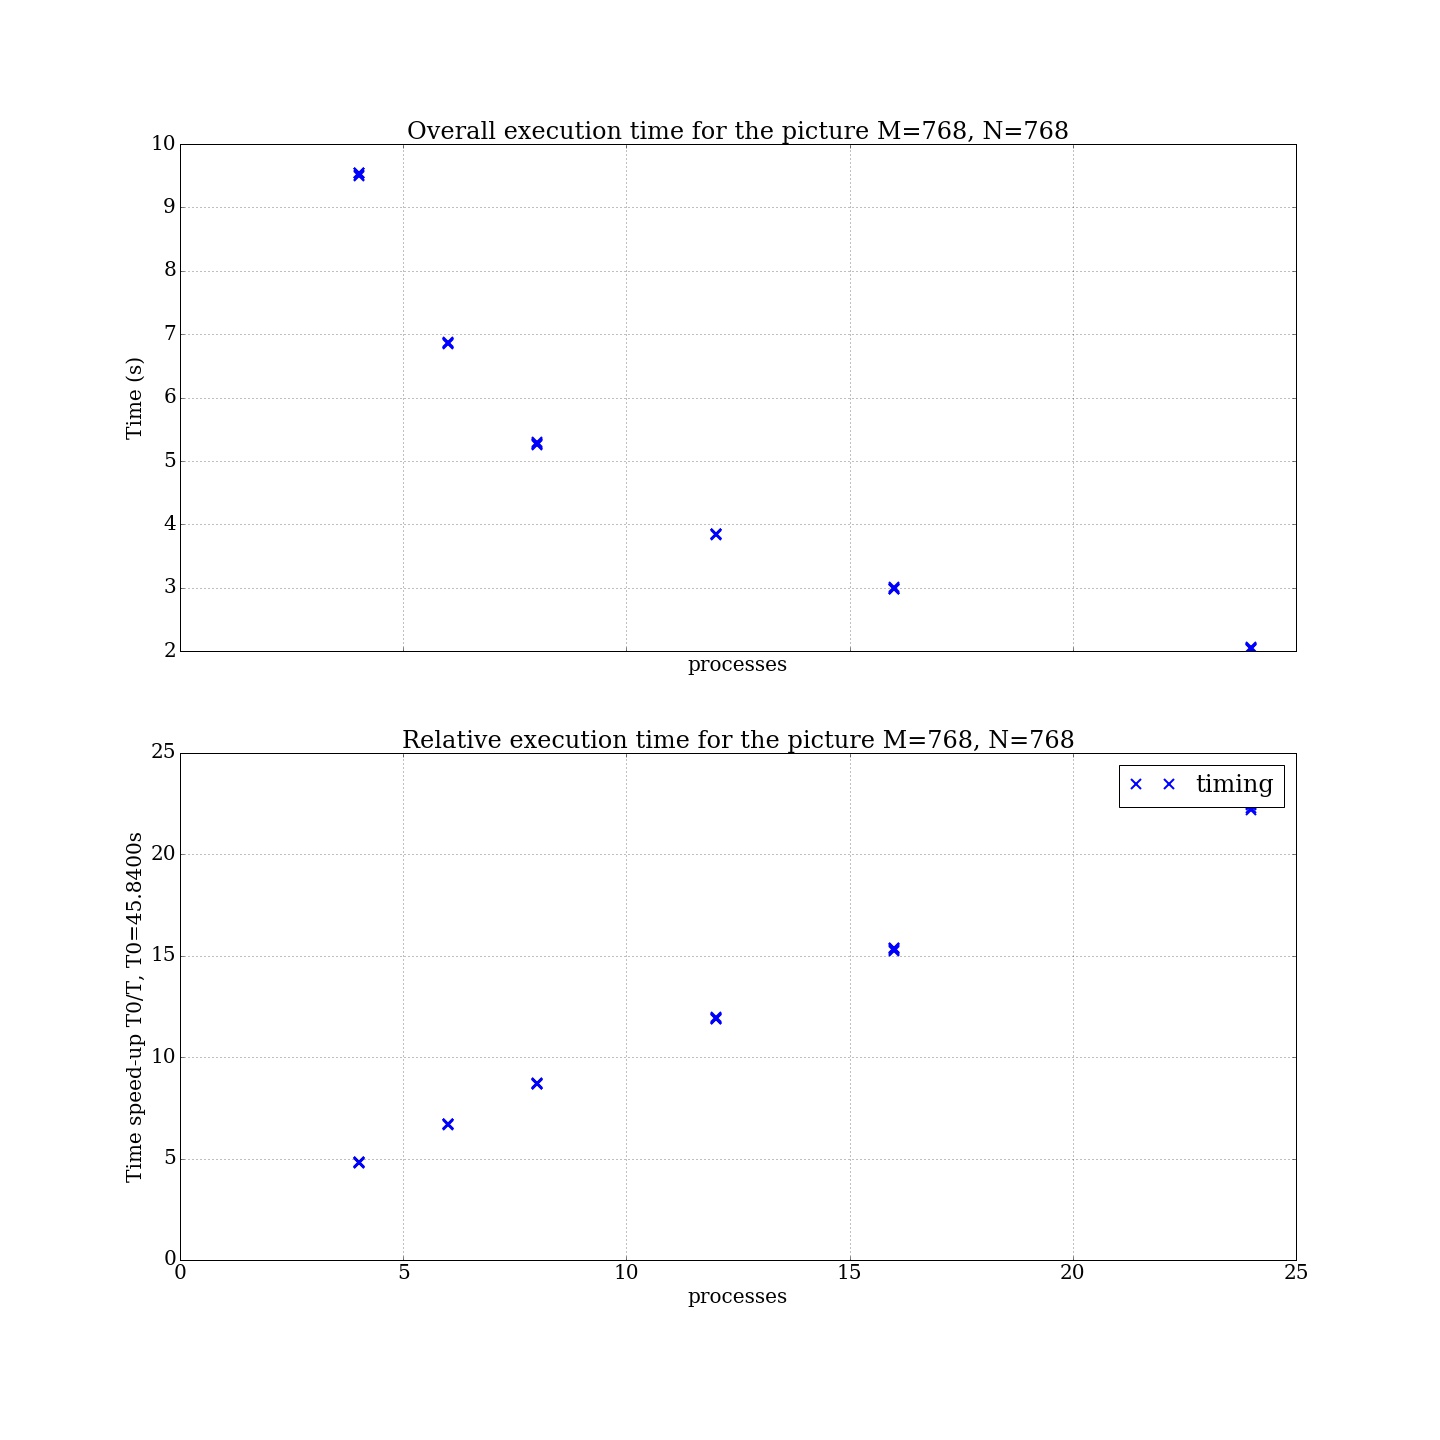 Overall execution time for the picture M=768, N=768
10
9
8
7
6
5
4
3
2
Time (s)
processes
Relative execution time for the picture M=768, N=768
25
20
15
10
5
0
Time speed-up T0/T, T0=45.8400s
timing
0 5 10 15 20 25
processes